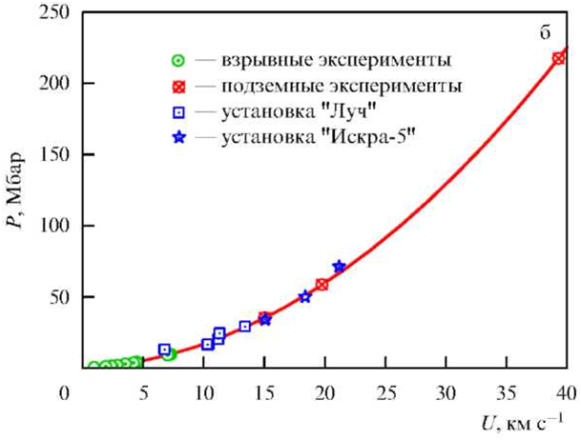 250
200
150
100
50
0
P, Мбар
б
— взрывные эксперименты
— подземные эксперименты
— установка "Луч"
— установка "Искра-5"
5 10 15 20 25 30 35 40
U, км с⁻¹